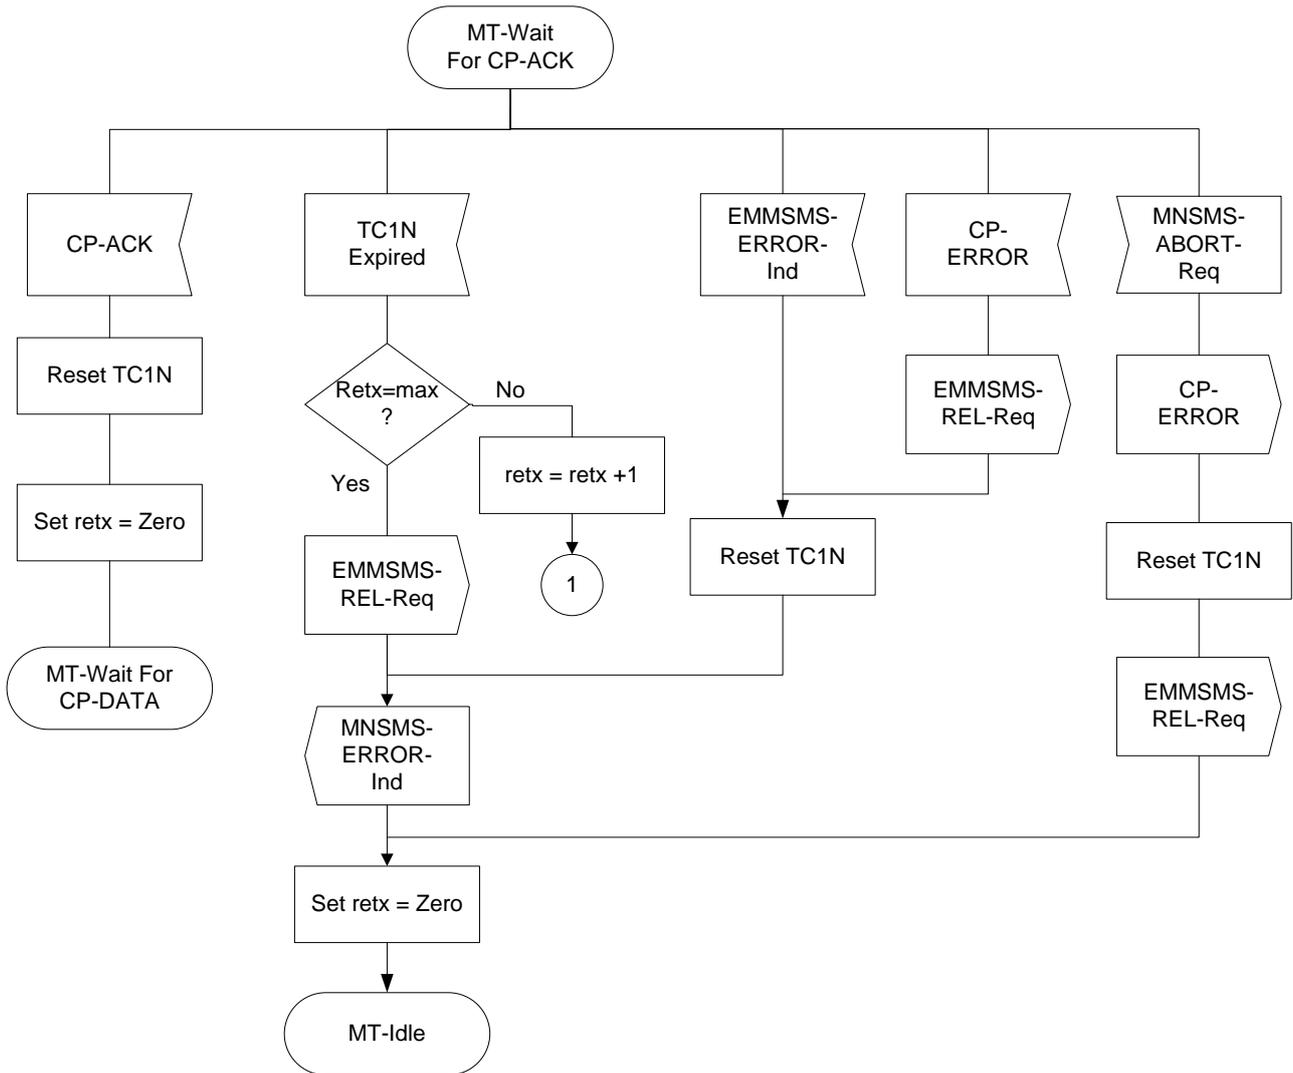 MT-Wait
For CP-ACK
CP-ACK
TC1N
Expired
EMMSMS-
ERROR-
Ind
CP-
ERROR
MNSMS-
ABORT-
Req
Reset TC1N
Retx=max
?
No
Yes
retx = retx +1
1
EMMSMS-
REL-Req
CP-
ERROR
Set retx = Zero
EMMSMS-
REL-Req
Reset TC1N
Reset TC1N
MT-Wait For
CP-DATA
EMMSMS-
REL-Req
MNSMS-
ERROR-
Ind
Set retx = Zero
MT-Idle